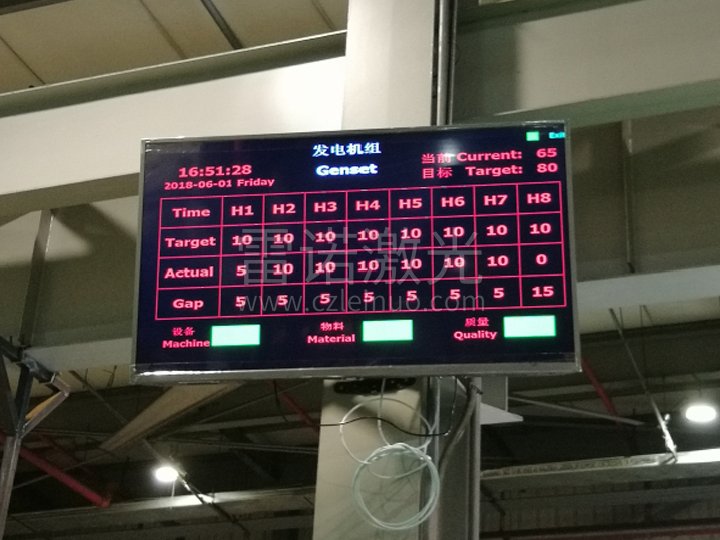 Exit
发电机组
16:51:28
Genset
当前 Current: 65
2018-06-01 Friday
目标 Target: 80
Time H1 H2 H3 H4 H5 H6 H7 H8
Target 10 10 10 10 10 10 10 10
Actual 5 10 10 10 10 10 10 0
Gap 5 5 5 5 5 5 5 15
雷诺激光
www.czlemuo.com
设备 物料 质量
Machine Material Quality